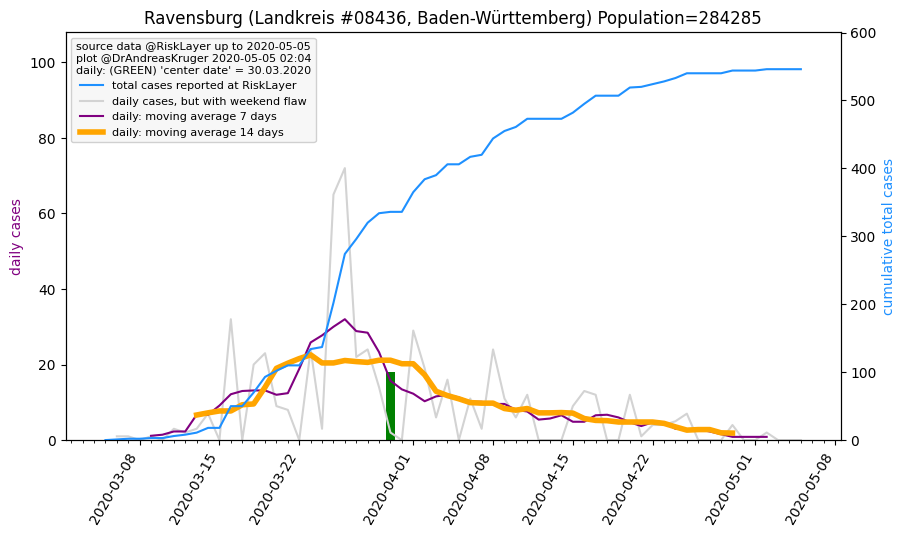 Ravensburg (Landkreis #08436, Baden-Württemberg) Population=284285
source data @RiskLayer up to 2020-05-05
plot @DrAndreasKruger 2020-05-05 02:04
daily: (GREEN) 'center date' = 30.03.2020
total cases reported at RiskLayer
daily cases, but with weekend flaw
daily: moving average 7 days
daily: moving average 14 days
daily cases
100
80
60
40
20
0
cumulative total cases
600
500
400
300
200
100
0
2020-03-08
2020-03-15
2020-03-22
2020-04-01
2020-04-08
2020-04-15
2020-04-22
2020-05-01
2020-05-08